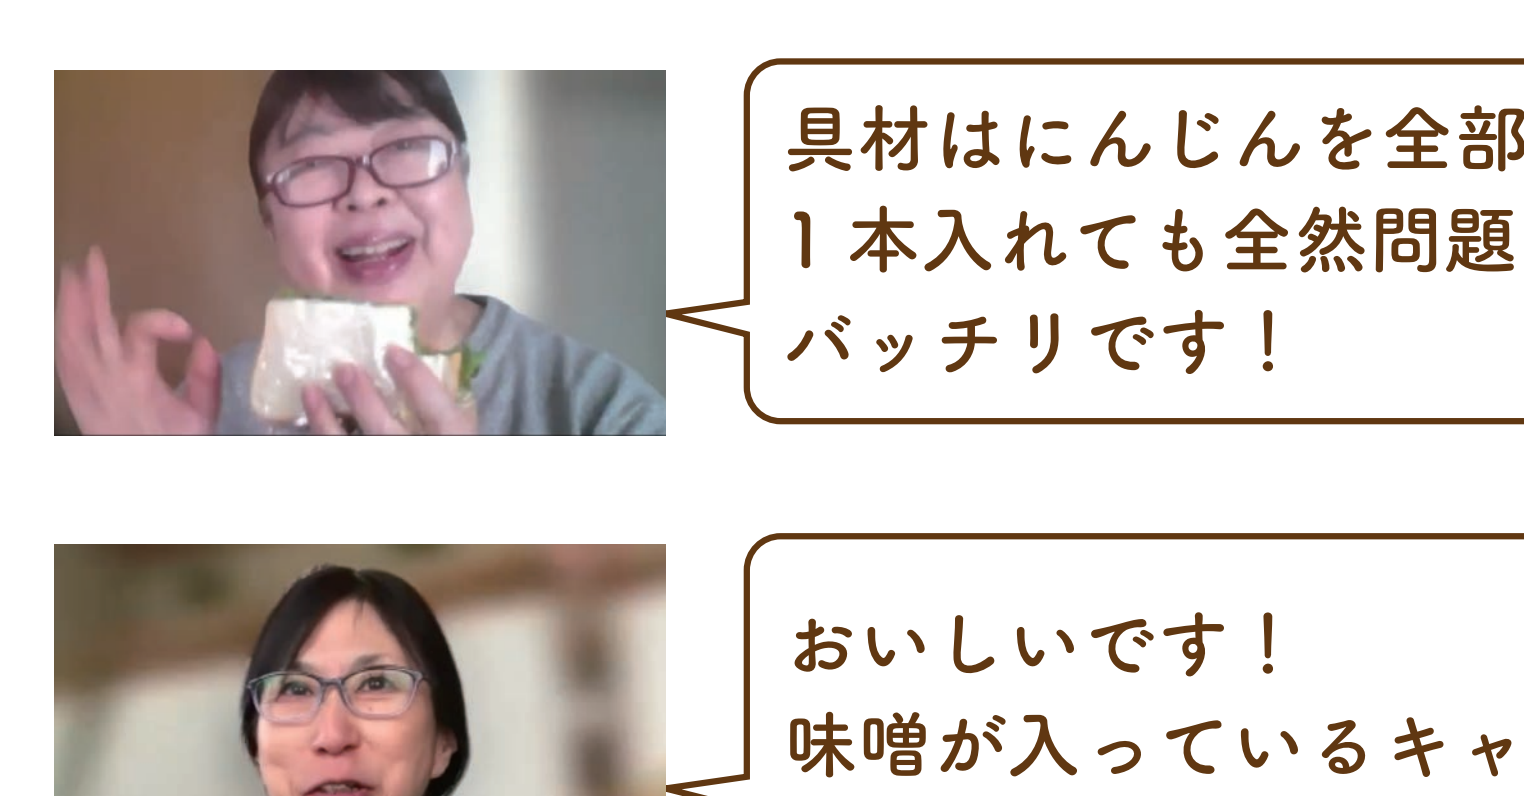 具材はにんじんを全部
1本入れても全然問題
バッチリです！
おいしいです！
味噌が入っているキャ